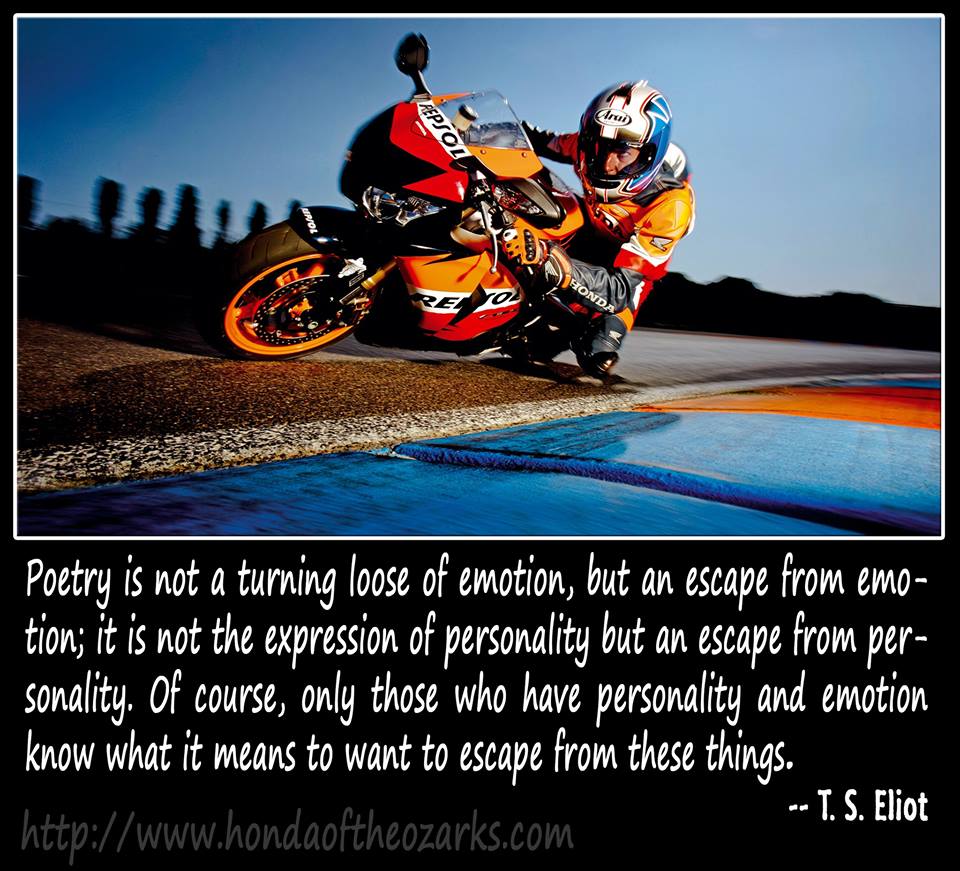 Arai
REPSOL
REPSOL
REPSOL
HONDA
Poetry is not a turning loose of emotion, but an escape from emo-
tion; it is not the expression of personality but an escape from per-
sonality. Of course, only those who have personality and emotion
know what it means to want to escape from these things.
-- T. S. Eliot
http://www.hondaoftheozarks.com